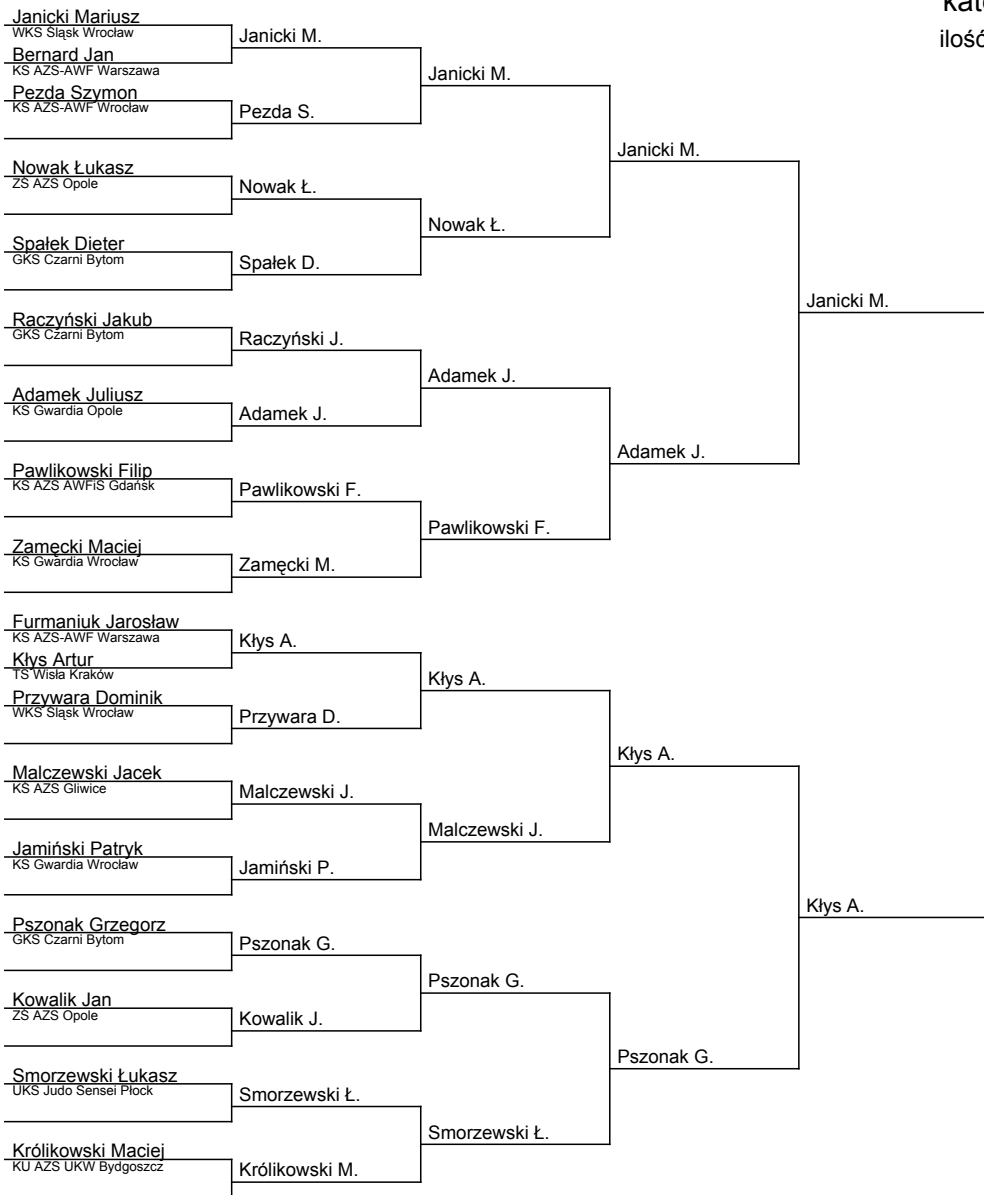 kate
ilość
Janicki Mariusz
WKS Śląsk Wrocław
Bernard Jan
KS AZS-AWF Warszawa
Pezda Szymon
KS AZS-AWF Wrocław
Nowak Łukasz
ZŚ AZS Opole
Spałek Dieter
GKS Czarni Bytom
Raczyński Jakub
GKS Czarni Bytom
Adamek Juliusz
KS Gwardia Opole
Pawlikowski Filip
KS AZS AWFiS Gdańsk
Zamęcki Maciej
KS Gwardia Wrocław
Furmaniuk Jarosław
KS AZS-AWF Warszawa
Kłys Artur
TS Wisła Kraków
Przywara Dominik
WKS Śląsk Wrocław
Malczewski Jacek
KŚ AZS Gliwice
Jamiński Patryk
KS Gwardia Wrocław
Pszonak Grzegorz
GKS Czarni Bytom
Kowalik Jan
ZŚ AZS Opole
Smorzewski Łukasz
UKS Judo Sensei Płock
Królikowski Maciej
KU AZS UKW Bydgoszcz
Janicki M.
Pezda S.
Nowak Ł.
Spałek D.
Raczyński J.
Adamek J.
Pawlikowski F.
Zamęcki M.
Kłys A.
Przywara D.
Malczewski J.
Jamiński P.
Pszonak G.
Kowalik J.
Smorzewski Ł.
Królikowski M.
Janicki M.
Nowak Ł.
Adamek J.
Pawlikowski F.
Kłys A.
Malczewski J.
Pszonak G.
Smorzewski Ł.
Janicki M.
Adamek J.
Kłys A.
Pszonak G.
Janicki M.
Kłys A.